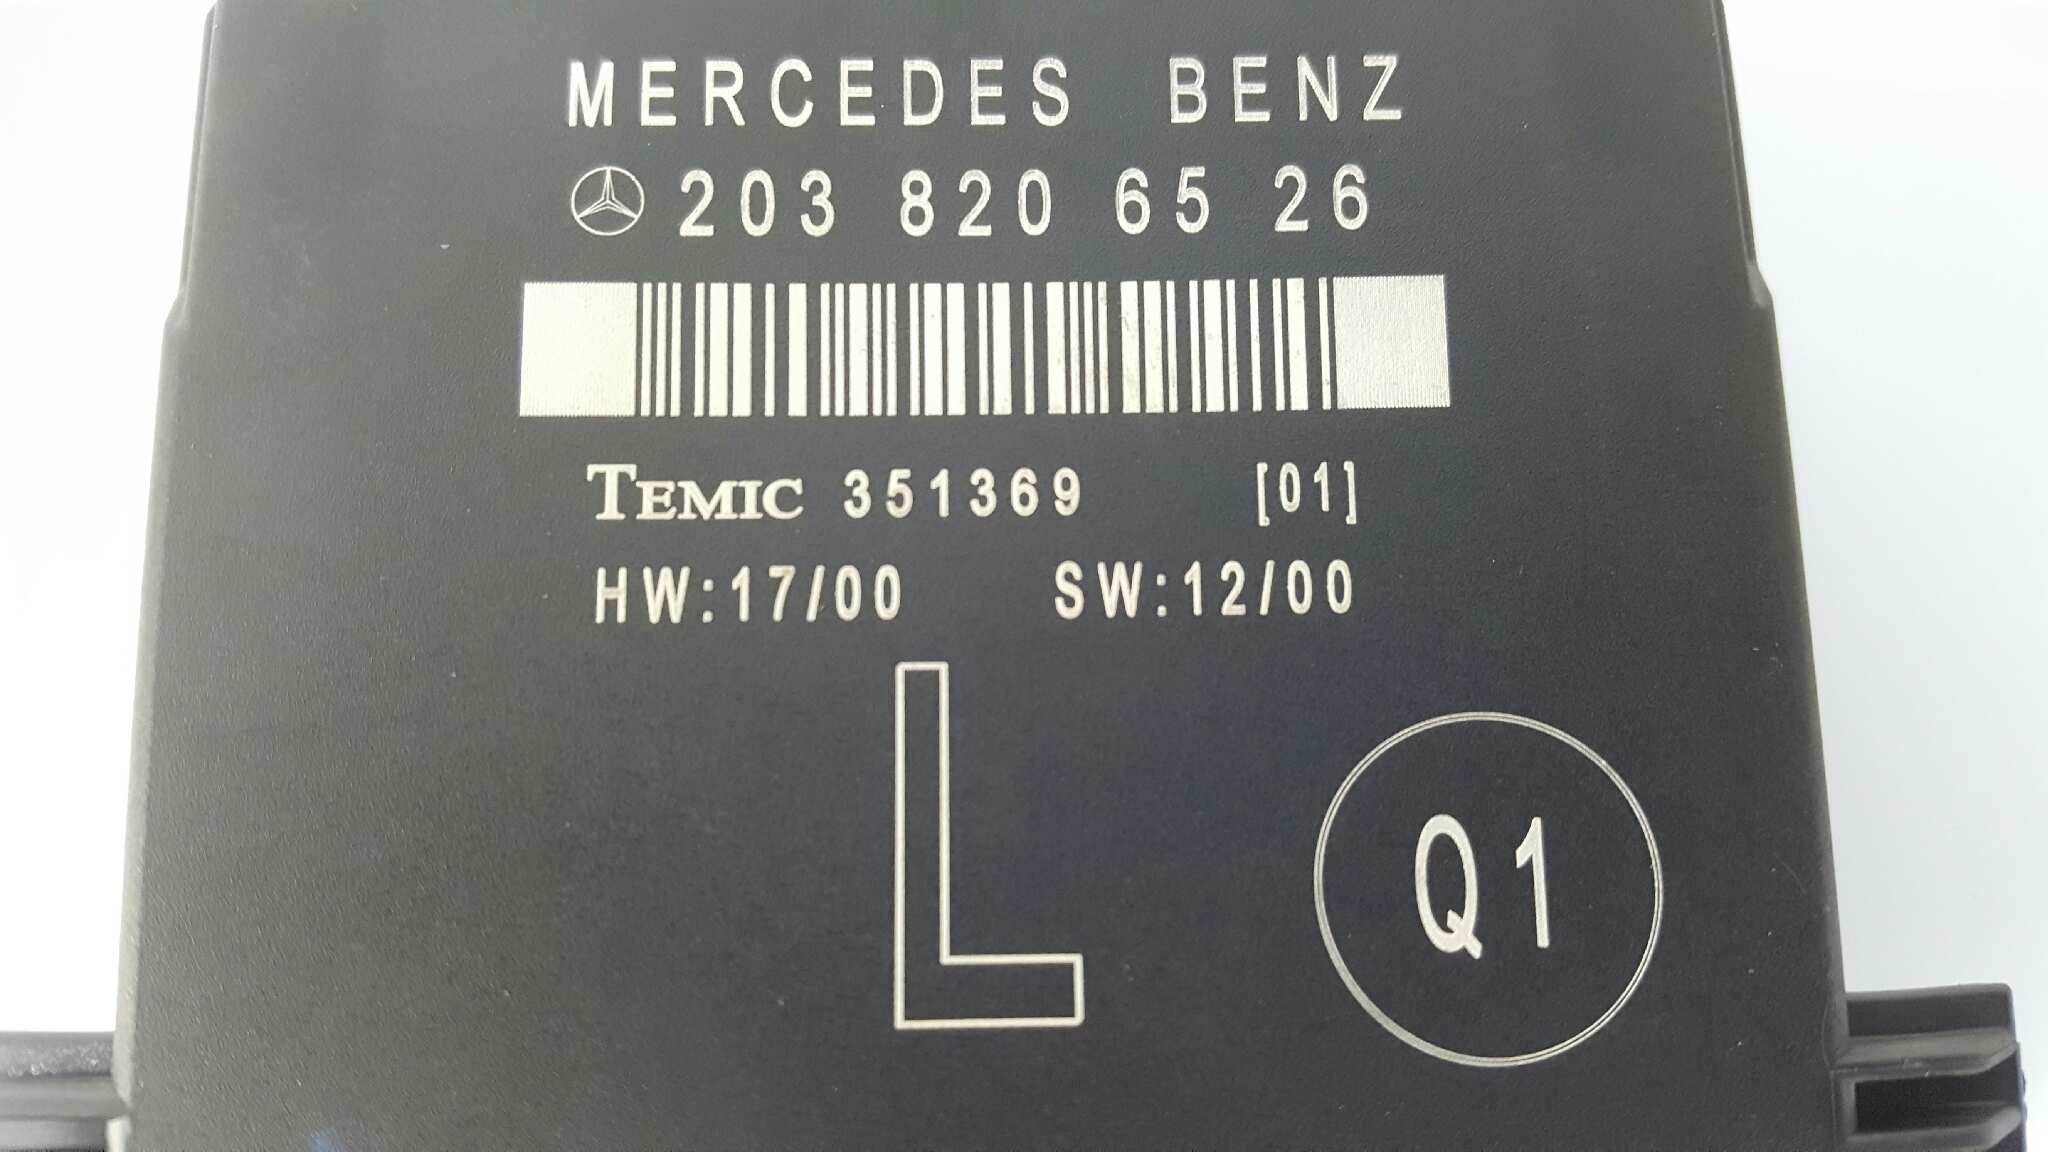 MERCEDES BENZ
203 820 65 26
TEMIC 351369 [01]
HW:17/00 SW:12/00
L
Q1